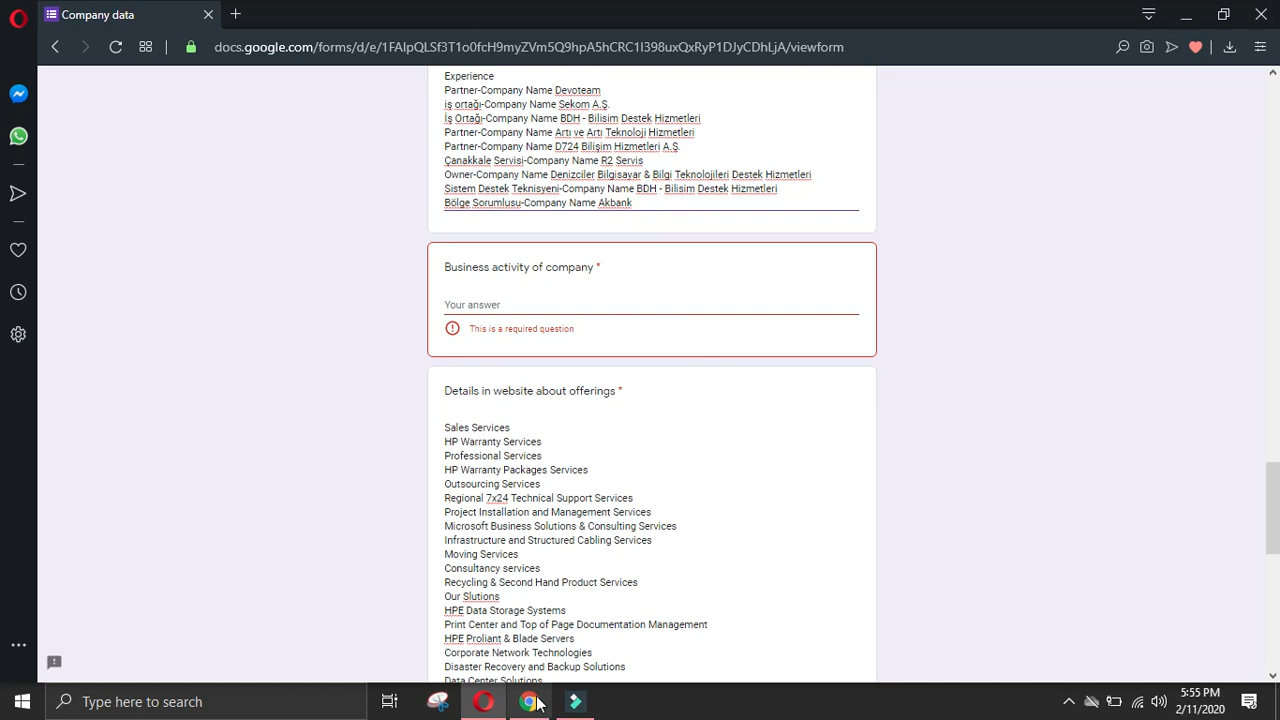 Company data
docs.google.com/forms/d/e/1FAIpQLSf3T1o0fcH9myZVm5Q9hpA5hCRC1I398uxQxRyP1DJyCDhLjA/viewform
Experience
Partner-Company Name Devoteam
iş ortağı-Company Name Sekom A.Ş.
İş Ortağı-Company Name BDH - Bilisim Destek Hizmetleri
Partner-Company Name Artı ve Artı Teknoloji Hizmetleri
Partner-Company Name D724 Bilişim Hizmetleri A.Ş.
Çanakkale Servisi-Company Name R2 Servis
Owner-Company Name Denizciler Bilgisayar & Bilgi Teknolojileri Destek Hizmetleri
Sistem Destek Teknisyeni-Company Name BDH - Bilisim Destek Hizmetleri
Bölge Sorumlusu-Company Name Akbank
Business activity of company *
Your answer
This is a required question
Details in website about offerings *
Sales Services
HP Warranty Services
Professional Services
HP Warranty Packages Services
Outsourcing Services
Regional 7x24 Technical Support Services
Project Installation and Management Services
Microsoft Business Solutions & Consulting Services
Infrastructure and Structured Cabling Services
Moving Services
Consultancy services
Recycling & Second Hand Product Services
Our Slutions
HPE Data Storage Systems
Print Center and Top of Page Documentation Management
HPE Proliant & Blade Servers
Corporate Network Technologies
Disaster Recovery and Backup Solutions
Data Center Solutions
Type here to search
5:55 PM
2/11/2020